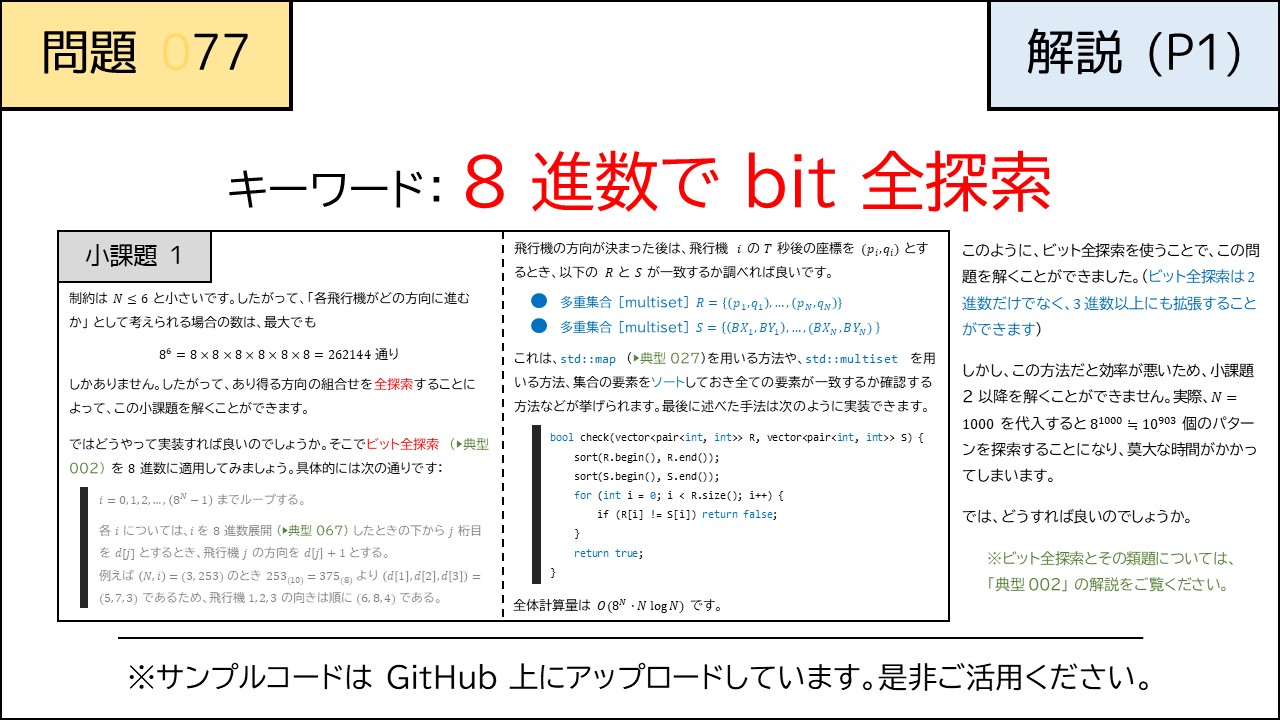 問題 077
解説 (P1)
キーワード: 8 進数で bit 全探索
小課題 1
制約は N ≤ 6 と小さいです。したがって、「各飛行機がどの方向に進む
か」として考えられる場合の数は、最大でも
8⁶ = 8 × 8 × 8 × 8 × 8 × 8 = 262144 通り
しかありません。したがって、あり得る方向の組合せを全探索することに
よって、この小課題を解くことができます。
ではどうやって実装すれば良いのでしょうか。そこでビット全探索 (▶典型
002) を 8 進数に適用してみましょう。具体的には次の通りです：
i = 0, 1, 2, …, (8ᴺ − 1) までループする。
各 i については、i を 8 進数展開 (▶典型 067) したときの下から j 桁目
を d[j] とするとき、飛行機 j の方向を d[j] + 1 とする。
例えば (N, i) = (3, 253) のとき 253₍₁₀₎ = 375₍₈₎ より (d[1], d[2], d[3]) =
(5, 7, 3) であるため、飛行機 1, 2, 3 の向きは順に (6, 8, 4) である。
飛行機の方向が決まった後は、飛行機 i の T 秒後の座標を (pᵢ, qᵢ) とす
るとき、以下の R と S が一致するか調べれば良いです。
● 多重集合 [multiset] R = {(p₁, q₁), …, (p_N, q_N)}
● 多重集合 [multiset] S = {(BX₁, BY₁), …, (BX_N, BY_N) }
これは、std::map (▶典型 027)を用いる方法や、std::multiset を用
いる方法、集合の要素をソートしておき全ての要素が一致するか確認する
方法などが挙げられます。最後に述べた手法は次のように実装できます。
bool check(vector<pair<int, int>> R, vector<pair<int, int>> S) {
sort(R.begin(), R.end());
sort(S.begin(), S.end());
for (int i = 0; i < R.size(); i++) {
if (R[i] != S[i]) return false;
}
return true;
}
全体計算量は O(8ᴺ · N log N) です。
このように、ビット全探索を使うことで、この問
題を解くことができました。(ビット全探索は 2
進数だけでなく、3 進数以上にも拡張すること
ができます)
しかし、この方法だと効率が悪いため、小課題
2 以降を解くことができません。実際、N =
1000 を代入すると 8¹⁰⁰⁰ ≒ 10⁹⁰³ 個のパター
ンを探索することになり、莫大な時間がかかっ
てしまいます。
では、どうすれば良いのでしょうか。
※ビット全探索とその類題については、
「典型 002」の解説をご覧ください。
※サンプルコードは GitHub 上にアップロードしています。是非ご活用ください。